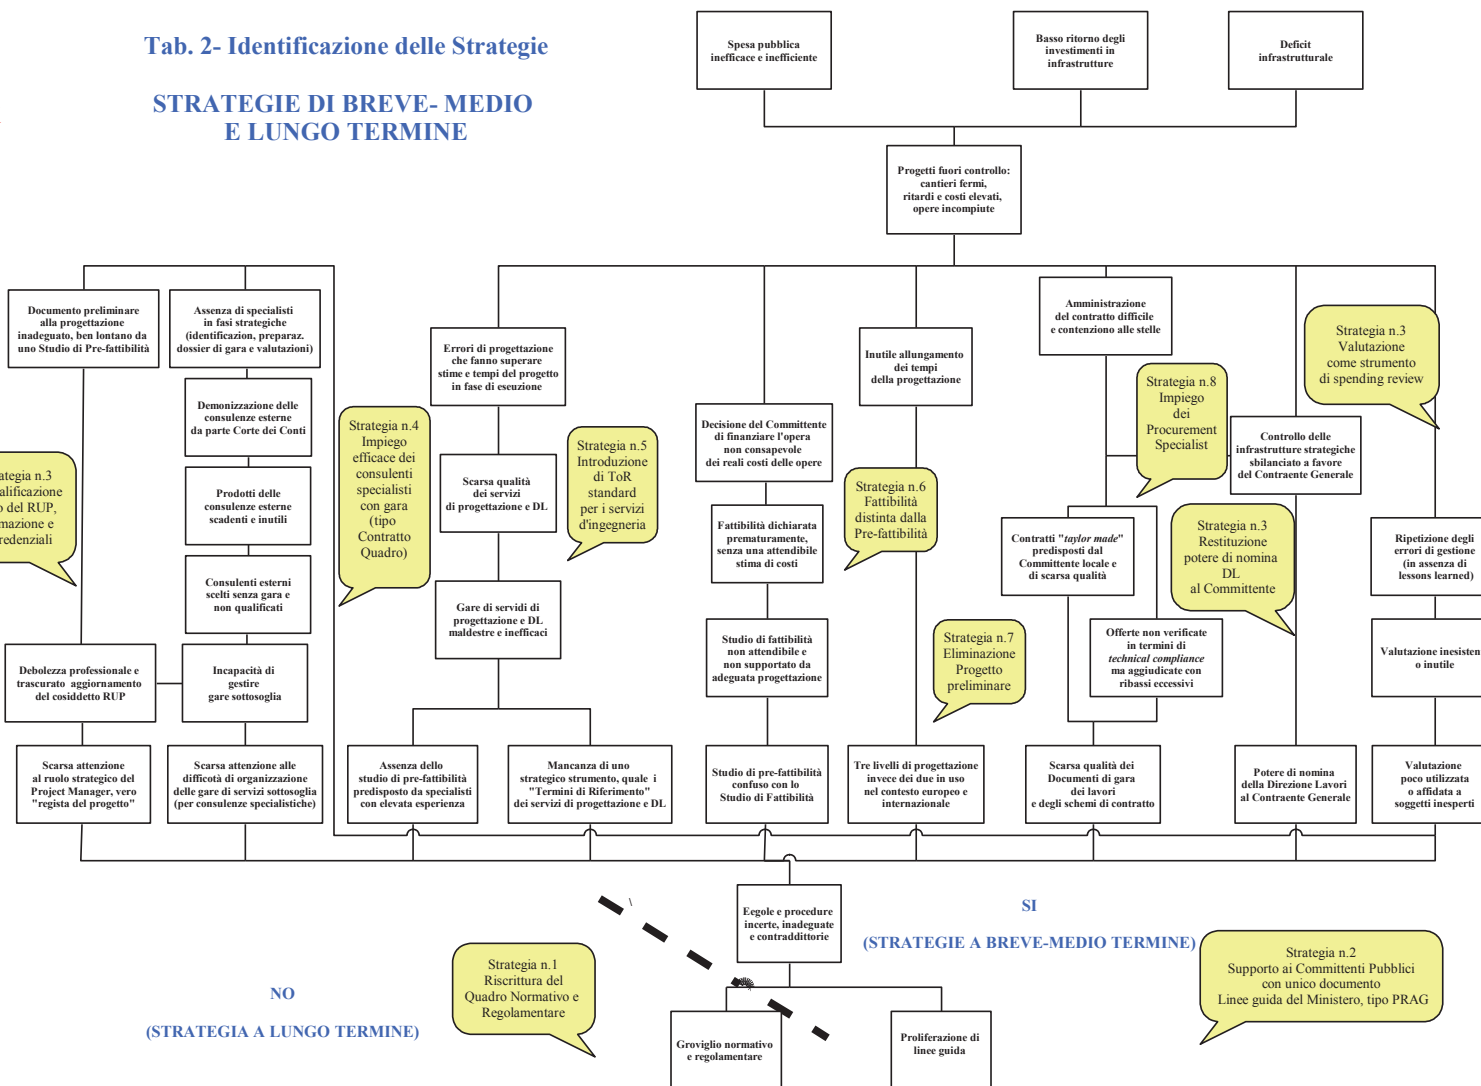 Tab. 2- Identificazione delle Strategie
STRATEGIE DI BREVE- MEDIO
E LUNGO TERMINE
Spesa pubblica
inefficace e inefficiente
Basso ritorno degli
investimenti in
infrastrutture
Deficit
infrastrutturale
Progetti fuori controllo:
cantieri fermi,
ritardi e costi elevati,
opere incompiute
Documento preliminare
alla progettazione
inadeguato, ben lontano da
uno Studio di Pre-fattibilità
Assenza di specialisti
in fasi strategiche
(identificazion, preparaz.
dossier di gara e valutazioni)
Errori di progettazione
che fanno superare
stime e tempi del progetto
in fase di eseuzione
Inutile allungamento
dei tempi
della progettazione
Amministrazione
del contratto difficile
e contenziono alle stelle
Strategia n.3
Valutazione
come strumento
di spending review
Strategia n.8
Impiego
dei
Procurement
Specialist
Demonizzazione delle
consulenze esterne
da parte Corte dei Conti
Strategia n.4
Impiego
efficace dei
consulenti
specialisti
con gara
(tipo
Contratto
Quadro)
Strategia n.5
Introduzione
di ToR
standard
per i servizi
d'ingegneria
Decisione del Committente
di finanziare l'opera
non consapevole
dei reali costi delle opere
Controllo delle
infrastrutture strategiche
sbilanciato a favore
del Contraente Generale
ategia n.3
alificazione
o del RUP,
mazione e
redenziali
Prodotti delle
consulenze esterne
scadenti e inutili
Scarsa qualità
dei servizi
di progettazione e DL
Strategia n.6
Fattibilità
distinta dalla
Pre-fattibilità
Fattibilità dichiarata
prematuramente,
senza una attendibile
stima di costi
Contratti "taylor made"
predisposti dal
Committente locale e
di scarsa qualità
Strategia n.3
Restituzione
potere di nomina
DL
al Committente
Ripetizione degli
errori di gestione
(in assenza di
lessons learned)
Consulenti esterni
scelti senza gara e
non qualificati
Gare di servidi di
progettazione e DL
maldestre e inefficaci
Studio di fattibilità
non attendibile e
non supportato da
adeguata progettazione
Strategia n.7
Eliminazione
Progetto
preliminare
Offerte non verificate
in termini di
technical compliance
ma aggiudicate con
ribassi eccessivi
Valutazione inesisten
o inutile
Debolezza professionale e
trascurato aggiornamento
del cosiddetto RUP
Incapacità di
gestire
gare sottosoglia
Scarsa attenzione
al ruolo strategico del
Project Manager, vero
"regista del progetto"
Scarsa attenzione alle
difficotà di organizzazione
delle gare di servizi sottosoglia
(per consulenze specialistiche)
Assenza dello
studio di pre-fattibilità
predisposto da specialisti
con elevata esperienza
Mancanza di uno
strategico strumento, quale i
"Termini di Riferimento"
dei servizi di progettazione e DL
Studio di pre-fattibilità
confuso con lo
Studio di Fattibilità
Tre livelli di progettazione
invece dei due in uso
nel contesto europeo e
internazionale
Scarsa qualità dei
Documenti di gara
dei lavori
e degli schemi di contratto
Potere di nomina
della Direzione Lavori
al Contraente Generale
Valutazione
poco utilizzata
o affidata a
soggetti inesperti
Eegole e procedure
incerte, inadeguate
e contraddittorie
SI
(STRATEGIE A BREVE-MEDIO TERMINE)
Strategia n.2
Supporto ai Committenti Pubblici
con unico documento
Linee guida del Ministero, tipo PRAG
Strategia n.1
Riscrittura del
Quadro Normativo e
Regolamentare
NO
(STRATEGIA A LUNGO TERMINE)
Groviglio normativo
e regolamentare
Proliferazione di
linee guida